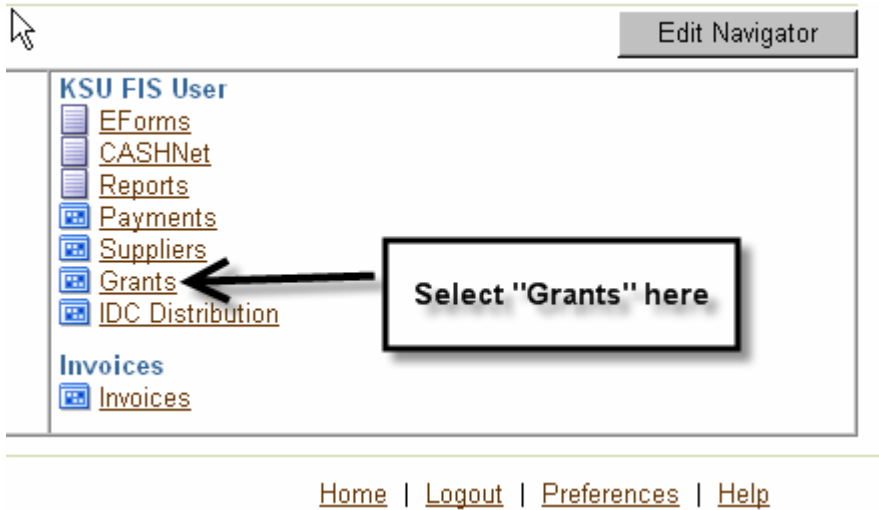 Edit Navigator
KSU FIS User
EForms
CASHNet
Reports
Payments
Suppliers
Grants
IDC Distribution
Select "Grants" here
Invoices
Invoices
Home | Logout | Preferences | Help